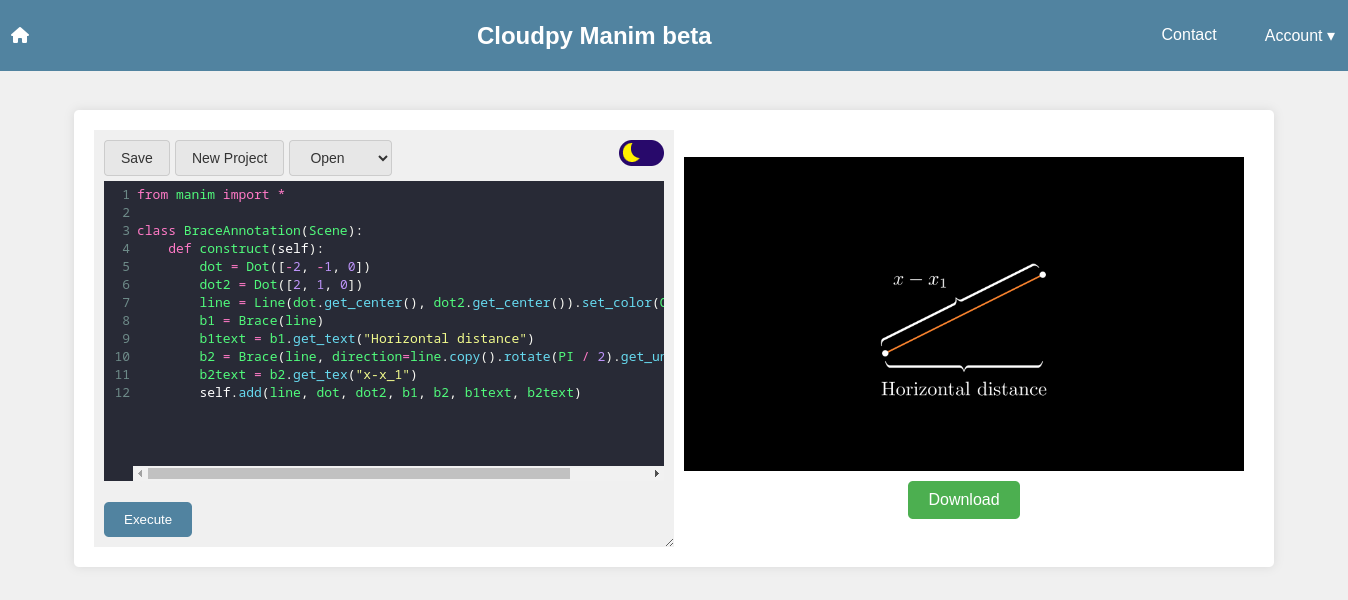 Cloudpy Manim beta
Contact
Account ▾
Save
New Project
Open
1 from manim import *
2
3 class BraceAnnotation(Scene):
4     def construct(self):
5         dot = Dot([-2, -1, 0])
6         dot2 = Dot([2, 1, 0])
7         line = Line(dot.get_center(), dot2.get_center()).set_color(
8         b1 = Brace(line)
9         b1text = b1.get_text("Horizontal distance")
10         b2 = Brace(line, direction=line.copy().rotate(PI / 2).get_un
11         b2text = b2.get_tex("x-x_1")
12         self.add(line, dot, dot2, b1, b2, b1text, b2text)
Execute
x − x₁
Horizontal distance
Download